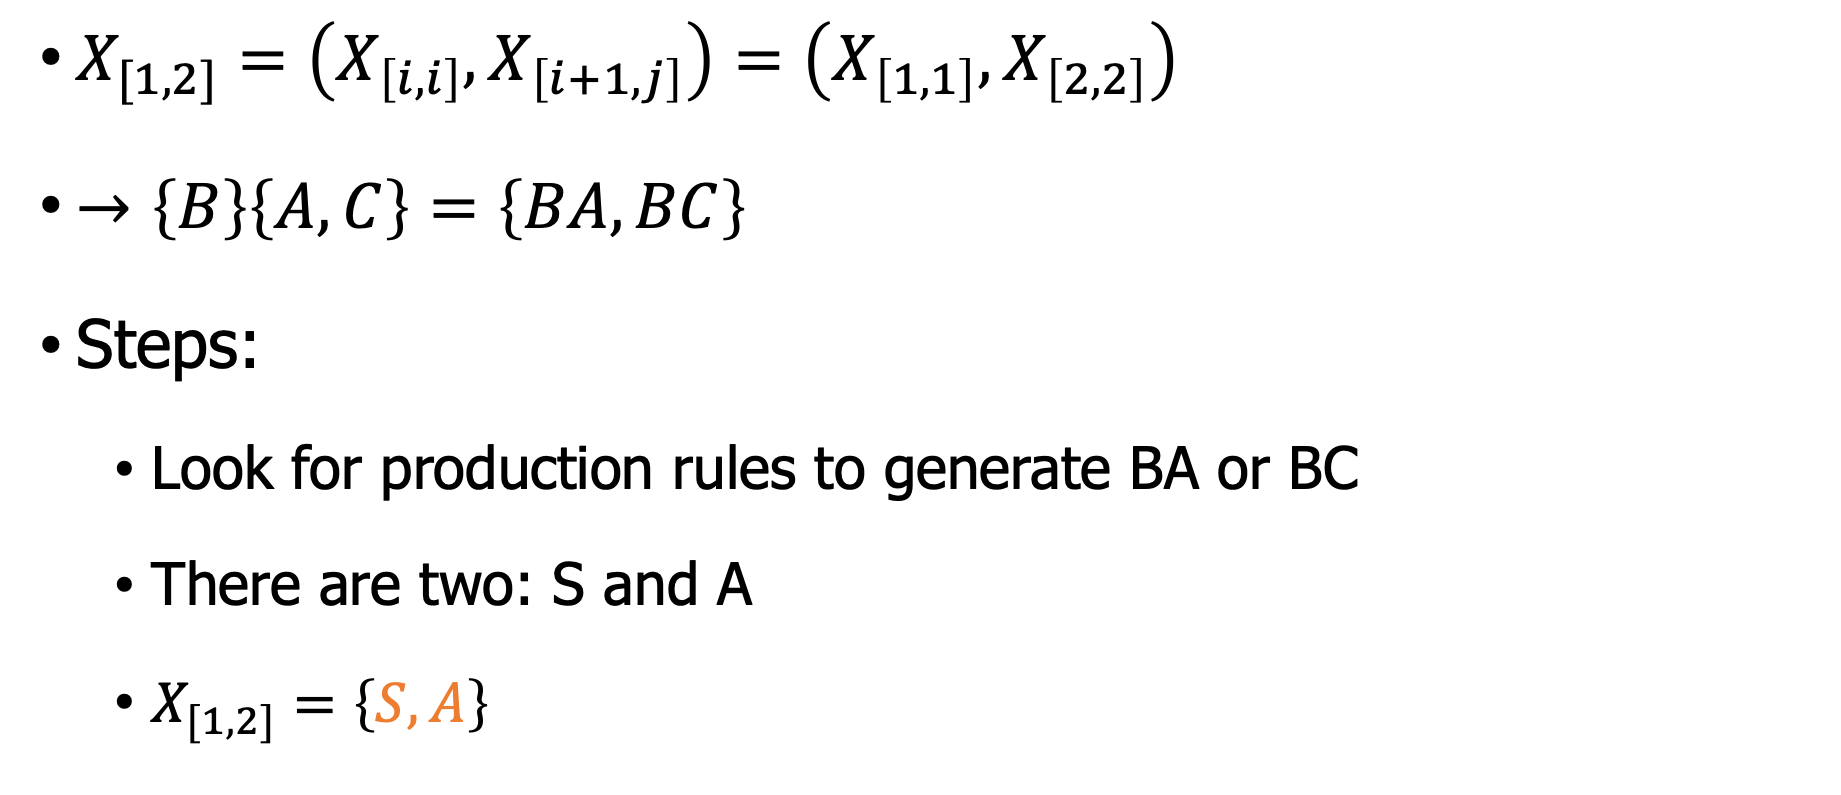 • X[1,2] = (X[i,i], X[i+1,j]) = (X[1,1], X[2,2])
• → {B}{A, C} = {BA, BC}
• Steps:
• Look for production rules to generate BA or BC
• There are two: S and A
• X[1,2] = {S, A}